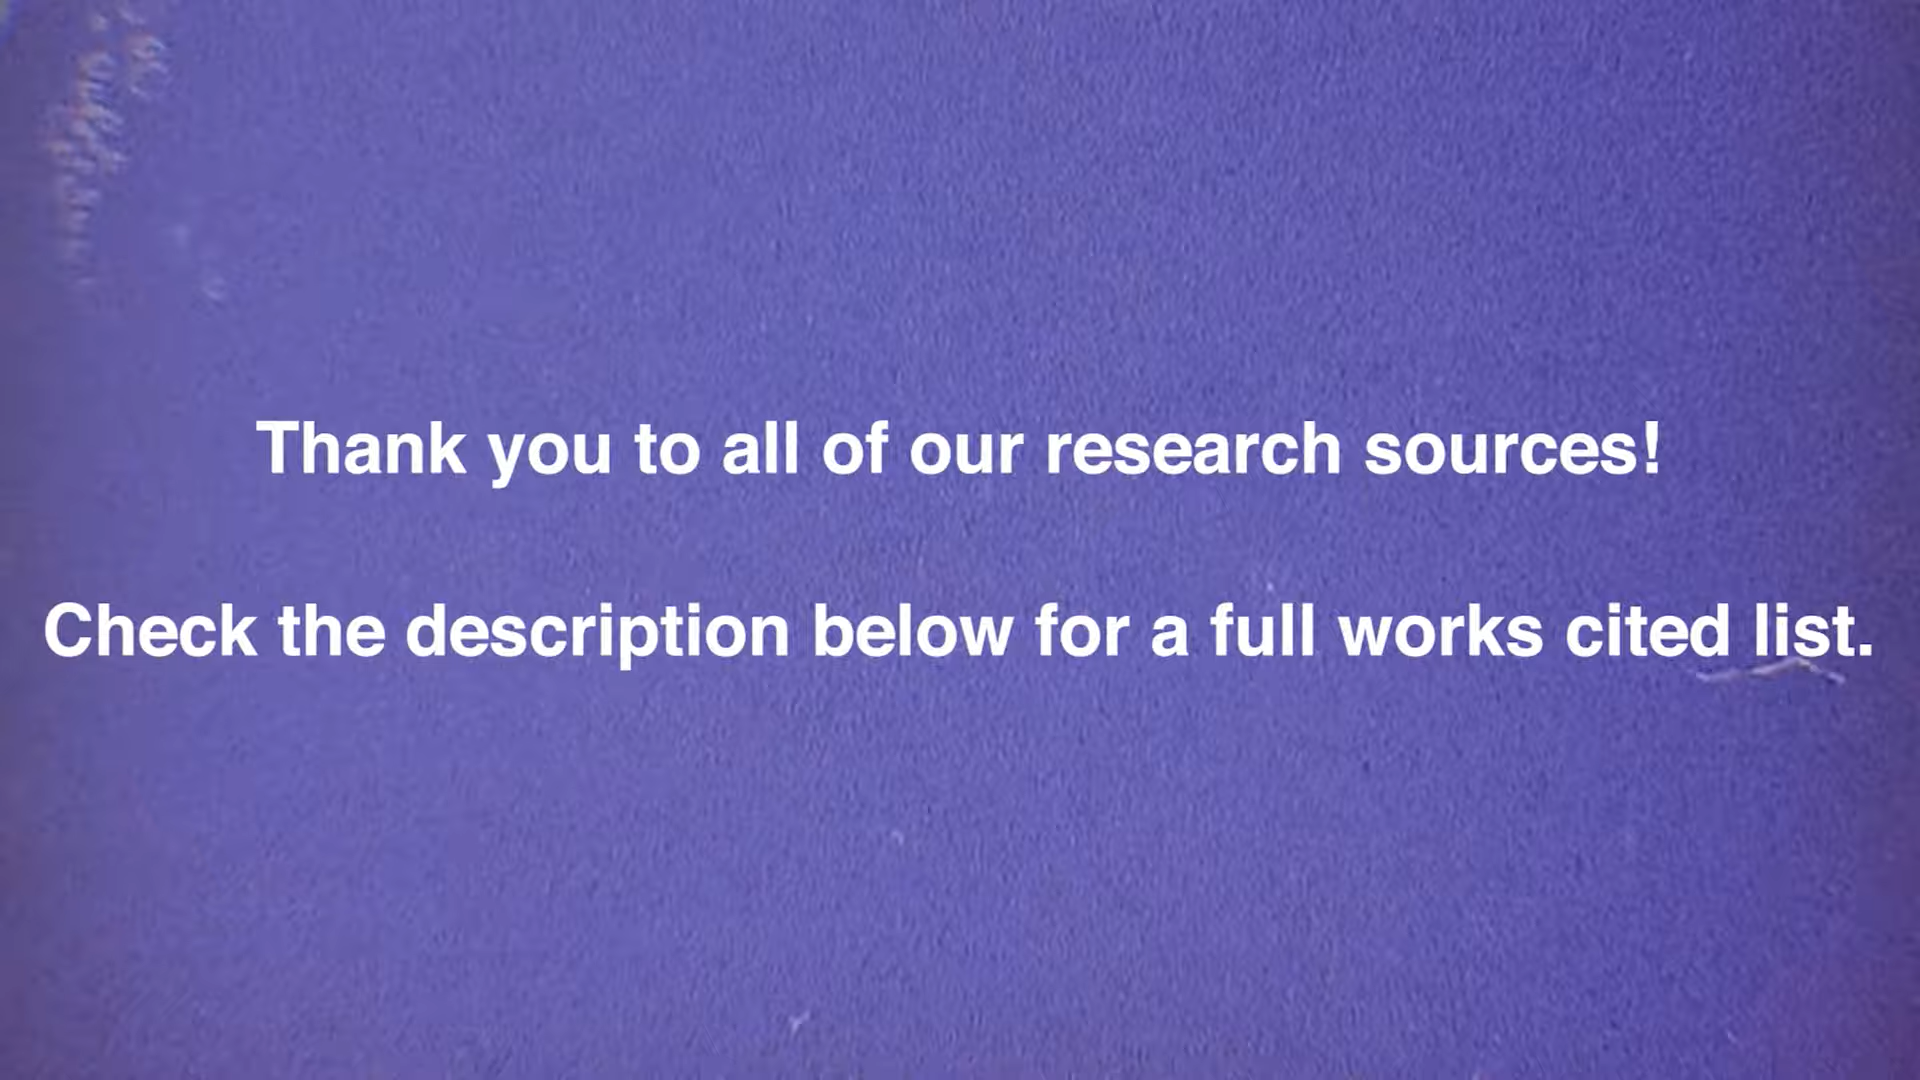 Thank you to all of our research sources!
Check the description below for a full works cited list.